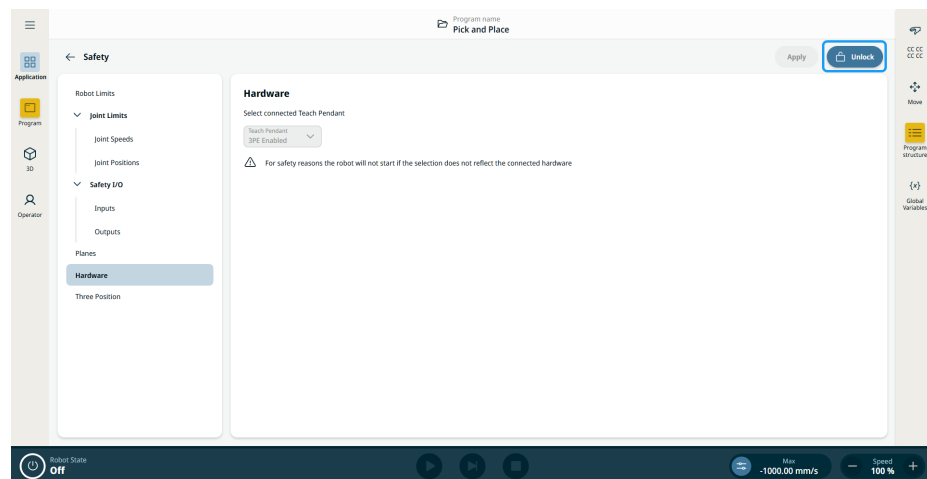 Program name
Pick and Place
Safety
Apply
Unlock
Application
Program
3D
Operator
Robot Limits
Joint Limits
Joint Speeds
Joint Positions
Safety I/O
Inputs
Outputs
Planes
Hardware
Three Position
Hardware
Select connected Teach Pendant
Teach Pendant
3PE Enabled
For safety reasons the robot will not start if the selection does not reflect the connected hardware
CC CC
CC CC
Move
Program
structure
{x}
Global
Variables
Robot State
Off
Max
-1000.00 mm/s
Speed
100 %